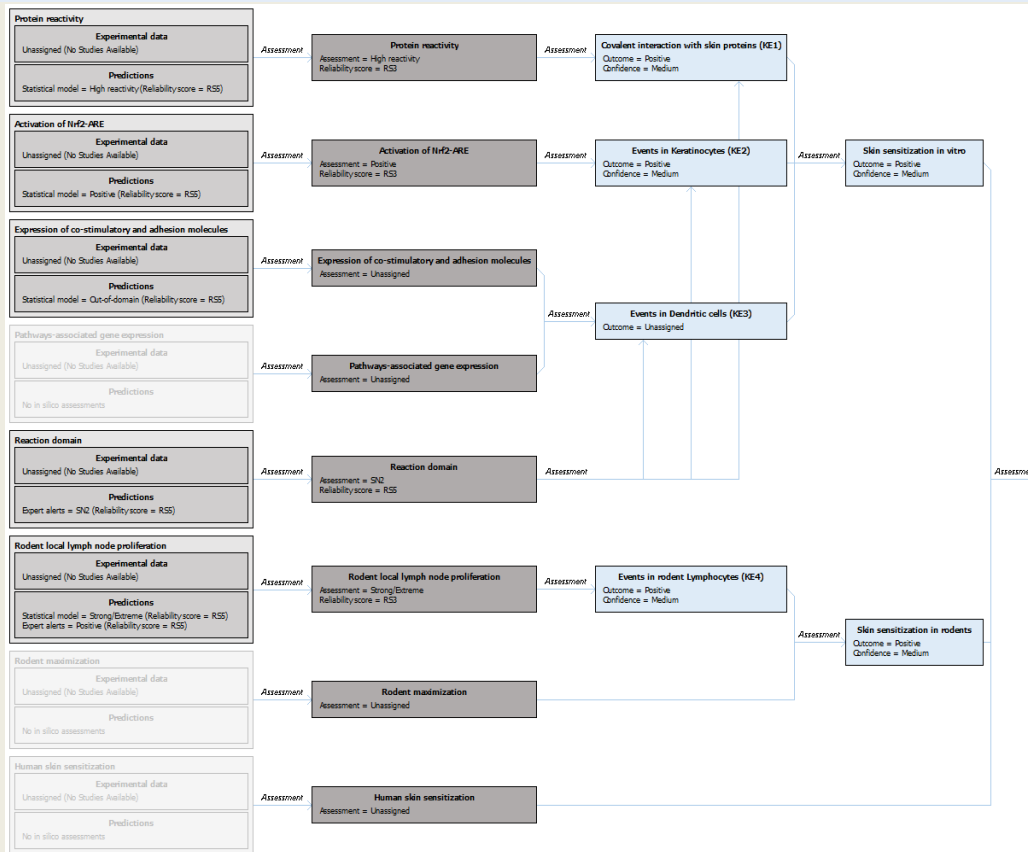 Protein reactivity
Experimental data
Unassigned (No Studies Available)
Predictions
Statistical model = High reactivity (Reliability score = RS5)
Assessment
Protein reactivity
Assessment = High reactivity
Reliability score = RS3
Assessment
Covalent interaction with skin proteins (KE1)
Outcome = Positive
Confidence = Medium
Activation of Nrf2-ARE
Experimental data
Unassigned (No Studies Available)
Predictions
Statistical model = Positive (Reliability score = RS5)
Assessment
Activation of Nrf2-ARE
Assessment = Positive
Reliability score = RS3
Assessment
Events in Keratinocytes (KE2)
Outcome = Positive
Confidence = Medium
Assessment
Skin sensitization in vitro
Outcome = Positive
Confidence = Medium
Expression of co-stimulatory and adhesion molecules
Experimental data
Unassigned (No Studies Available)
Predictions
Statistical model = Out-of-domain (Reliability score = RS5)
Assessment
Expression of co-stimulatory and adhesion molecules
Assessment = Unassigned
Assessment
Events in Dendritic cells (KE3)
Outcome = Unassigned
Pathways-associated gene expression
Experimental data
Unassigned (No Studies Available)
Predictions
No in silico assessments
Assessment
Pathways-associated gene expression
Assessment = Unassigned
Reaction domain
Experimental data
Unassigned (No Studies Available)
Predictions
Expert alerts = SN2 (Reliability score = RS5)
Assessment
Reaction domain
Assessment = SN2
Reliability score = RS5
Assessment
Assessme
Rodent local lymph node proliferation
Experimental data
Unassigned (No Studies Available)
Predictions
Statistical model = Strong/Extreme (Reliability score = RS5)
Expert alerts = Positive (Reliability score = RS5)
Assessment
Rodent local lymph node proliferation
Assessment = Strong/Extreme
Reliability score = RS3
Assessment
Events in rodent Lymphocytes (KE4)
Outcome = Positive
Confidence = Medium
Assessment
Skin sensitization in rodents
Outcome = Positive
Confidence = Medium
Rodent maximization
Experimental data
Unassigned (No Studies Available)
Predictions
No in silico assessments
Assessment
Rodent maximization
Assessment = Unassigned
Human skin sensitization
Experimental data
Unassigned (No Studies Available)
Predictions
No in silico assessments
Assessment
Human skin sensitization
Assessment = Unassigned